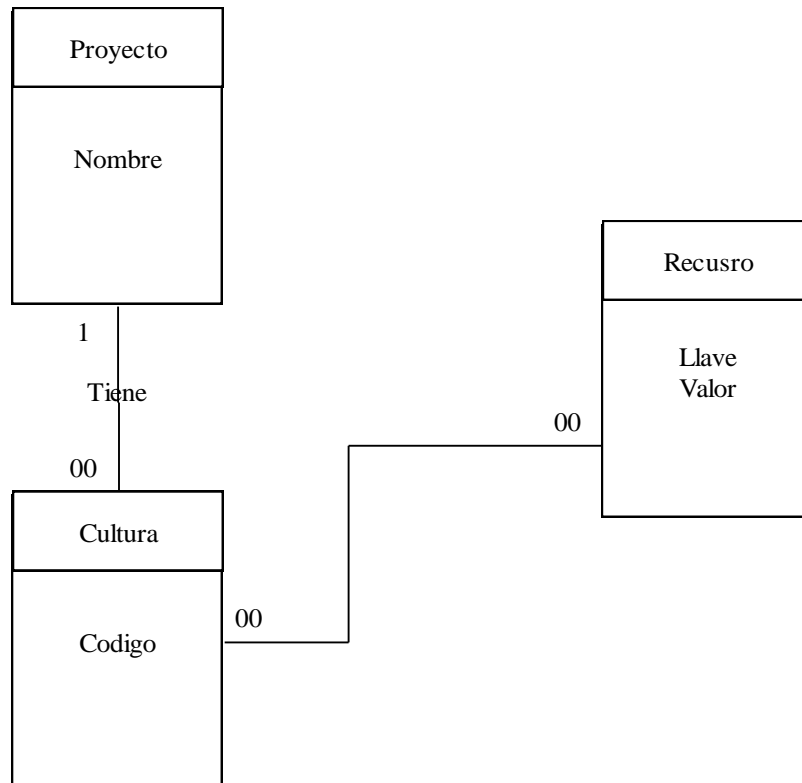 Proyecto
Nombre
1
Tiene
00
Cultura
Codigo
00
00
Recusro
Llave
Valor